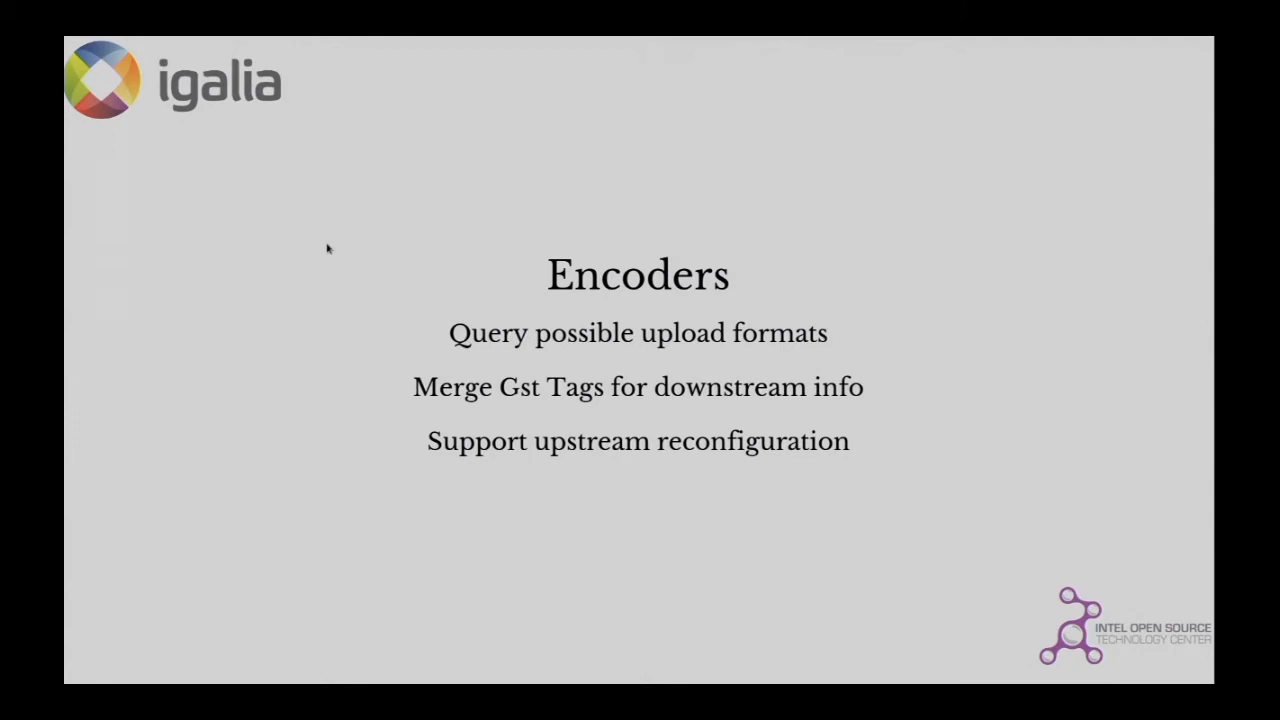 igalia
Encoders
Query possible upload formats
Merge Gst Tags for downstream info
Support upstream reconfiguration
INTEL OPEN SOURCE
TECHNOLOGY CENTER